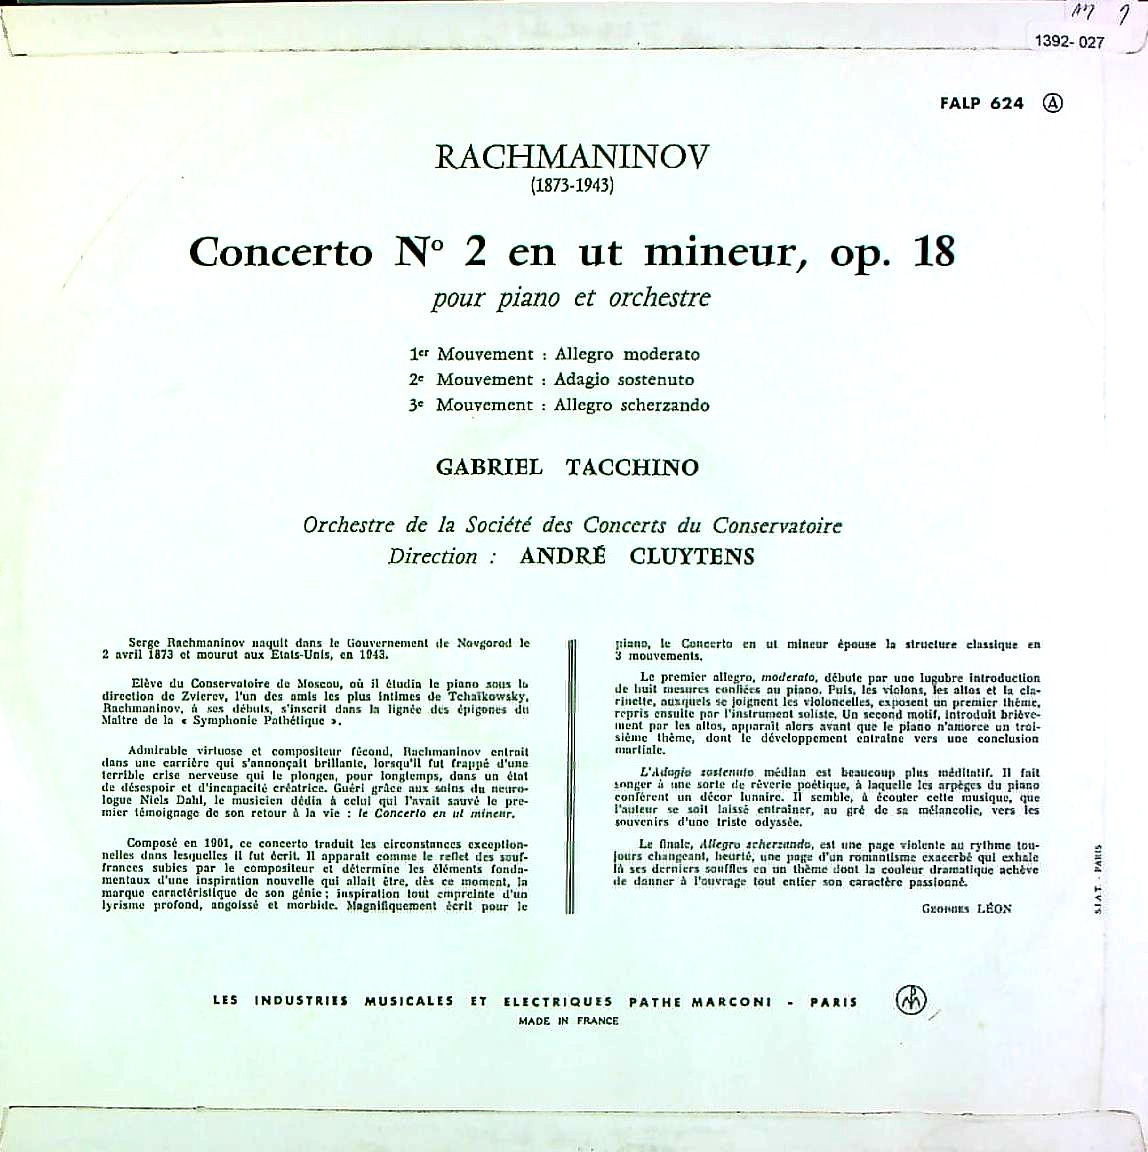 1392- 027
FALP 624 Ⓐ
RACHMANINOV
(1873-1943)
Concerto Nº 2 en ut mineur, op. 18
pour piano et orchestre
1er Mouvement : Allegro moderato
2e Mouvement : Adagio sostenuto
3e Mouvement : Allegro scherzando
GABRIEL TACCHINO
Orchestre de la Société des Concerts du Conservatoire
Direction : ANDRÉ CLUYTENS
Serge Rachmaninov naquit dans le Gouvernement de Novgorod le
2 avril 1873 et mourut aux Etats-Unis, en 1943.
Elève du Conservatoire de Moscou, où il étudia le piano sous la
direction de Zvierev, l'un des amis les plus intimes de Tchaïkowsky,
Rachmaninov, à ses débuts, s'inscrit dans la lignée des épigones du
Maître de la « Symphonie Pathétique ».
Admirable virtuose et compositeur fécond, Rachmaninov entrait
dans une carrière qui s'annonçait brillante, lorsqu'il fut frappé d'une
terrible crise nerveuse qui le plongea, pour longtemps, dans un état
de désespoir et d'incapacité créatrice. Guéri grâce aux soins du neuro-
logue Niels Dahl, le musicien dédia à celui qui l'avait sauvé le pre-
mier témoignage de son retour à la vie : le Concerto en ut mineur.
Composé en 1901, ce concerto traduit les circonstances exception-
nelles dans lesquelles il fut écrit. Il apparaît comme le reflet des souf-
frances subies par le compositeur et détermine les éléments fonda-
mentaux d'une inspiration nouvelle qui allait être, dès ce moment, la
marque caractéristique de son génie ; inspiration tout empreinte d'un
lyrisme profond, angoissé et morbide. Magnifiquement écrit pour le
piano, le Concerto en ut mineur épouse la structure classique en
3 mouvements.
Le premier allegro, moderato, débute par une lugubre introduction
de huit mesures confiées au piano. Puis, les violons, les altos et la cla-
rinette, auxquels se joignent les violoncelles, exposent un premier thème,
repris ensuite par l'instrument soliste. Un second motif, introduit briève-
ment par les altos, apparaît alors avant que le piano n'amorce un troi-
sième thème, dont le développement entraîne vers une conclusion
martiale.
L'Adagio sostenuto médian est beaucoup plus méditatif. Il fait
songer à une sorte de rêverie poétique, à laquelle les arpèges du piano
confèrent un décor lunaire. Il semble, à écouter cette musique, que
l'auteur se soit laissé entraîner, au gré de sa mélancolie, vers les
souvenirs d'une triste odyssée.
Le finale, Allegro scherzando, est une page violente au rythme tou-
jours changeant, heurté, une page d'un romantisme exacerbé qui exhale
là ses derniers souffles en un thème dont la couleur dramatique achève
de donner à l'ouvrage tout entier son caractère passionné.
Georges LÉON
SIAT - PARIS
LES INDUSTRIES MUSICALES ET ELECTRIQUES PATHE MARCONI - PARIS
MADE IN FRANCE